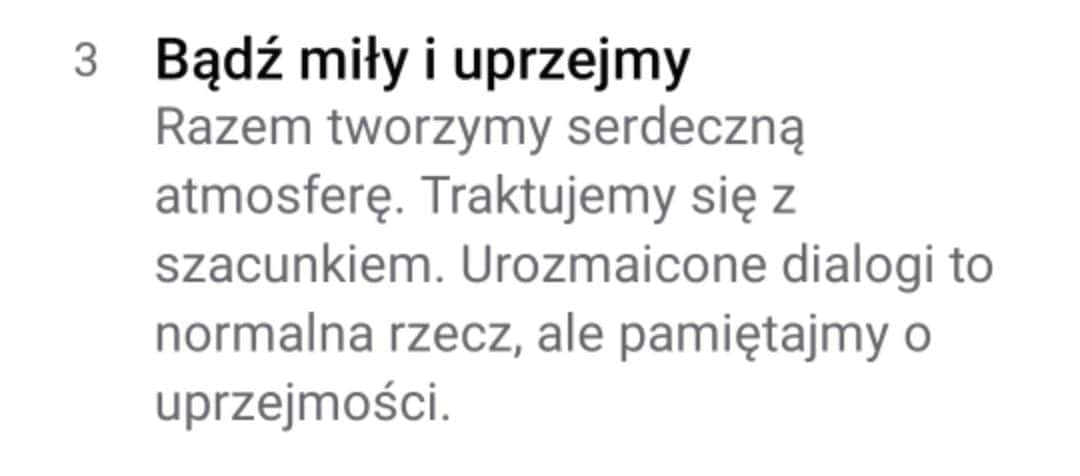 3 Bądź miły i uprzejmy
Razem tworzymy serdeczną
atmosferę. Traktujemy się z
szacunkiem. Urozmaicone dialogi to
normalna rzecz, ale pamiętajmy o
uprzejmości.